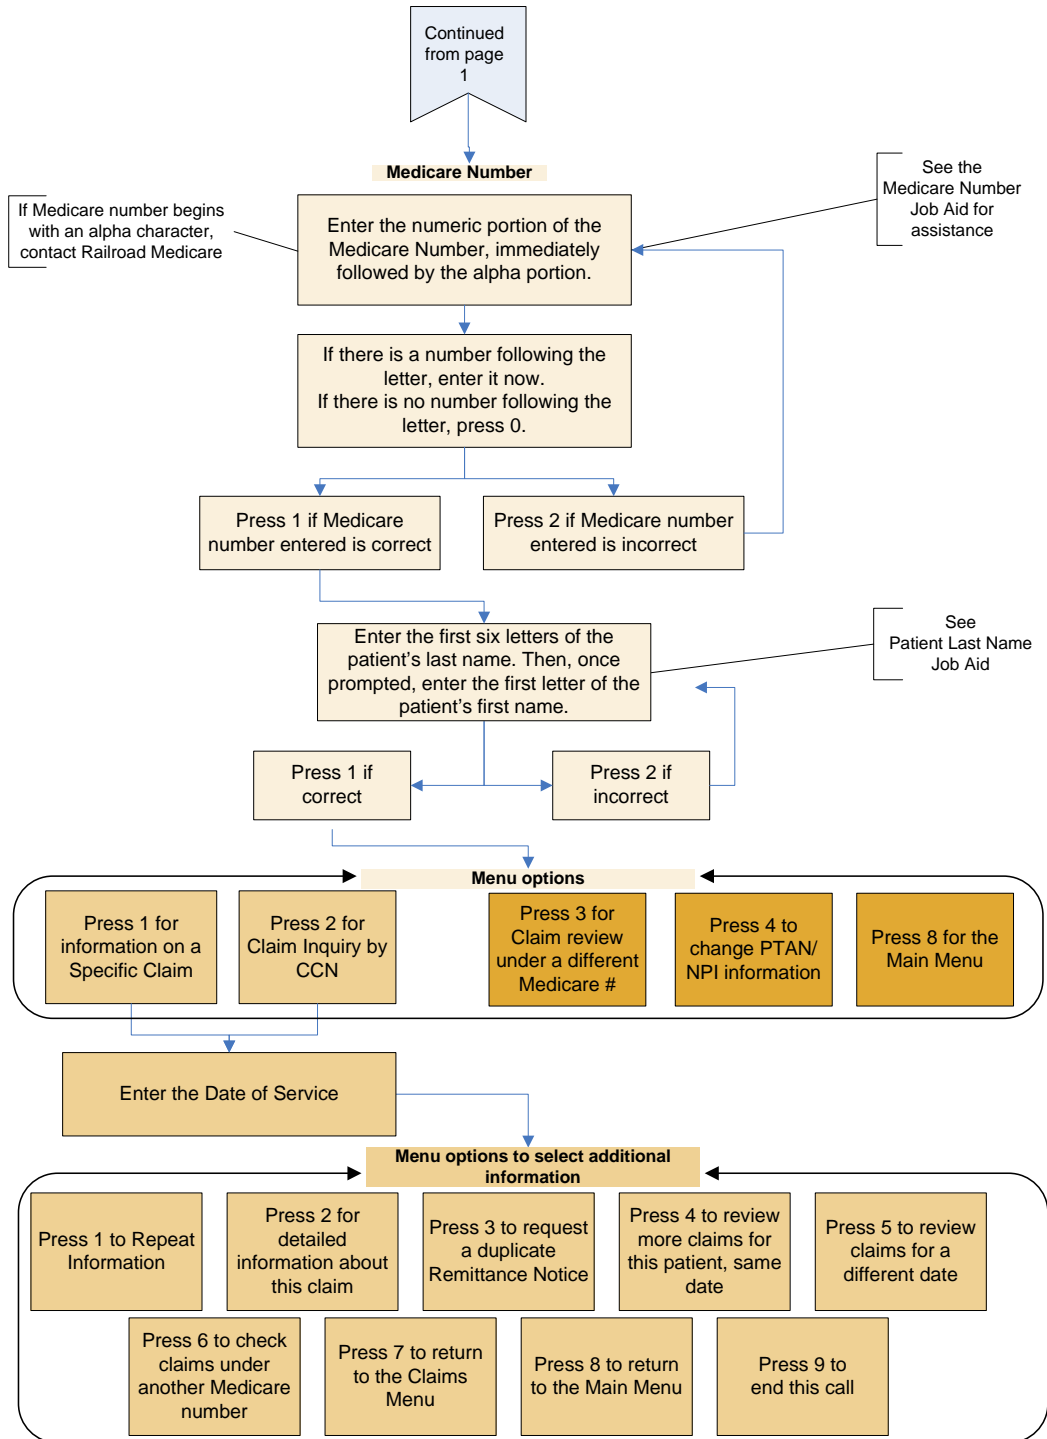 Continued
from page
1
Medicare Number
See the
Medicare Number
Job Aid for
assistance
If Medicare number begins
with an alpha character,
contact Railroad Medicare
Enter the numeric portion of the
Medicare Number, immediately
followed by the alpha portion.
If there is a number following the
letter, enter it now.
If there is no number following the
letter, press 0.
Press 1 if Medicare
number entered is correct
Press 2 if Medicare number
entered is incorrect
Enter the first six letters of the
patient’s last name. Then, once
prompted, enter the first letter of the
patient’s first name.
See
Patient Last Name
Job Aid
Press 1 if
correct
Press 2 if
incorrect
Menu options
Press 1 for
information on a
Specific Claim
Press 2 for
Claim Inquiry by
CCN
Press 3 for
Claim review
under a different
Medicare #
Press 4 to
change PTAN/
NPI information
Press 8 for the
Main Menu
Enter the Date of Service
Menu options to select additional
information
Press 1 to Repeat
Information
Press 2 for
detailed
information about
this claim
Press 3 to request
a duplicate
Remittance Notice
Press 4 to review
more claims for
this patient, same
date
Press 5 to review
claims for a
different date
Press 6 to check
claims under
another Medicare
number
Press 7 to return
to the Claims
Menu
Press 8 to return
to the Main Menu
Press 9 to
end this call